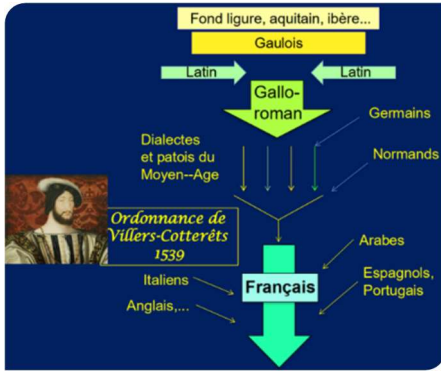 Fond ligure, aquitain, ibère...
Gaulois
Latin
Latin
Gallo-
roman
Germains
Dialectes
et patois du
Moyen--Age
Normands
Ordonnance de
Villers-Cotterêts
1539
Arabes
Italiens
Français
Espagnols,
Portugais
Anglais,...